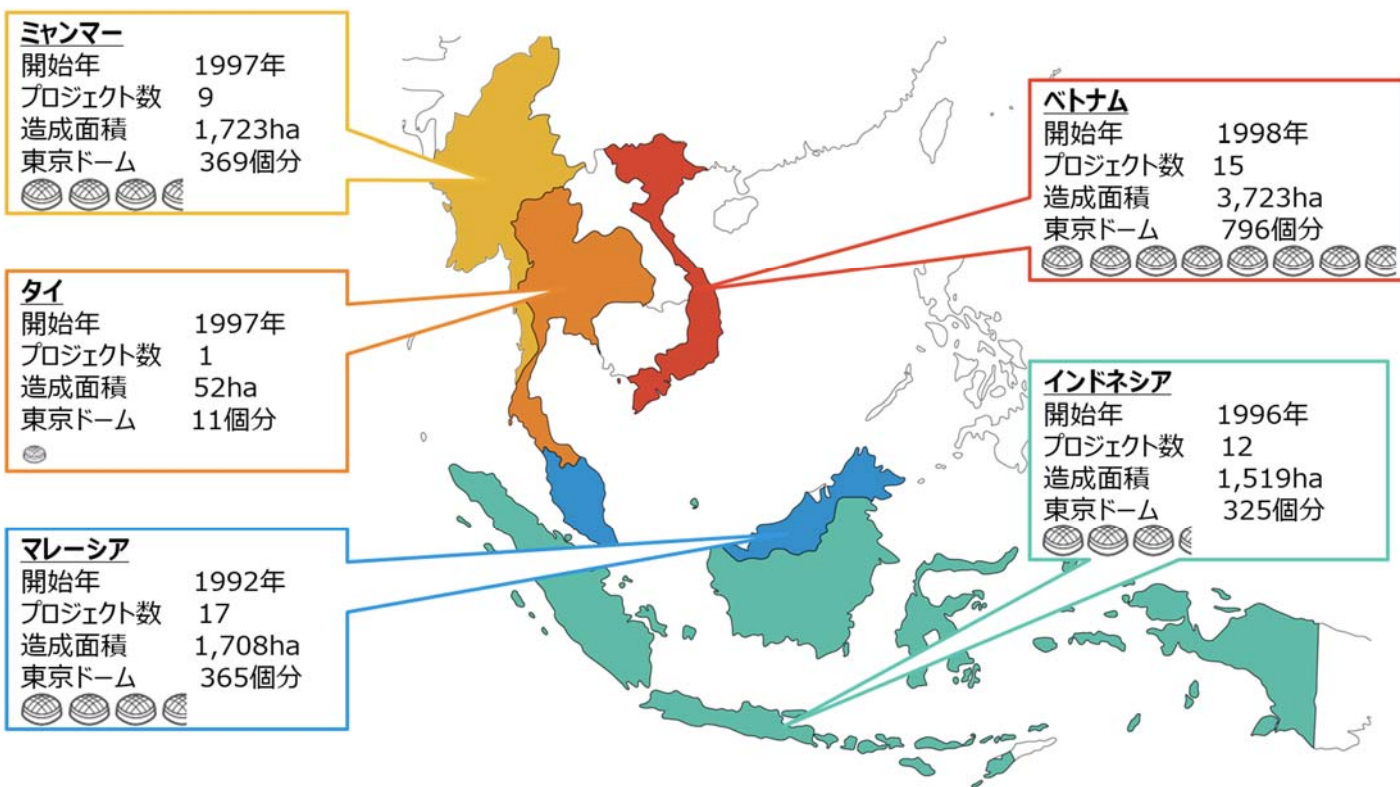 ミャンマー
開始年 1997年
プロジェクト数 9
造成面積 1,723ha
東京ドーム 369個分
タイ
開始年 1997年
プロジェクト数 1
造成面積 52ha
東京ドーム 11個分
マレーシア
開始年 1992年
プロジェクト数 17
造成面積 1,708ha
東京ドーム 365個分
ベトナム
開始年 1998年
プロジェクト数 15
造成面積 3,723ha
東京ドーム 796個分
インドネシア
開始年 1996年
プロジェクト数 12
造成面積 1,519ha
東京ドーム 325個分